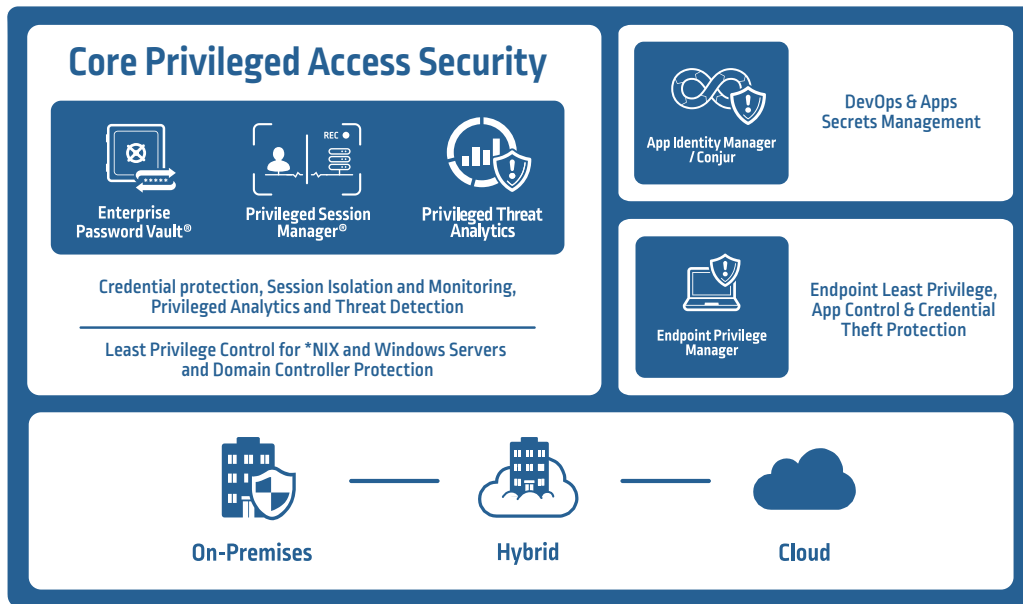 Core Privileged Access Security
REC
*****
Enterprise
Password Vault®
Privileged Session
Manager®
Privileged Threat
Analytics
Credential protection, Session Isolation and Monitoring,
Privileged Analytics and Threat Detection
Least Privilege Control for *NIX and Windows Servers
and Domain Controller Protection
App Identity Manager
/ Conjur
DevOps & Apps
Secrets Management
Endpoint Privilege
Manager
Endpoint Least Privilege,
App Control & Credential
Theft Protection
On-Premises
Hybrid
Cloud